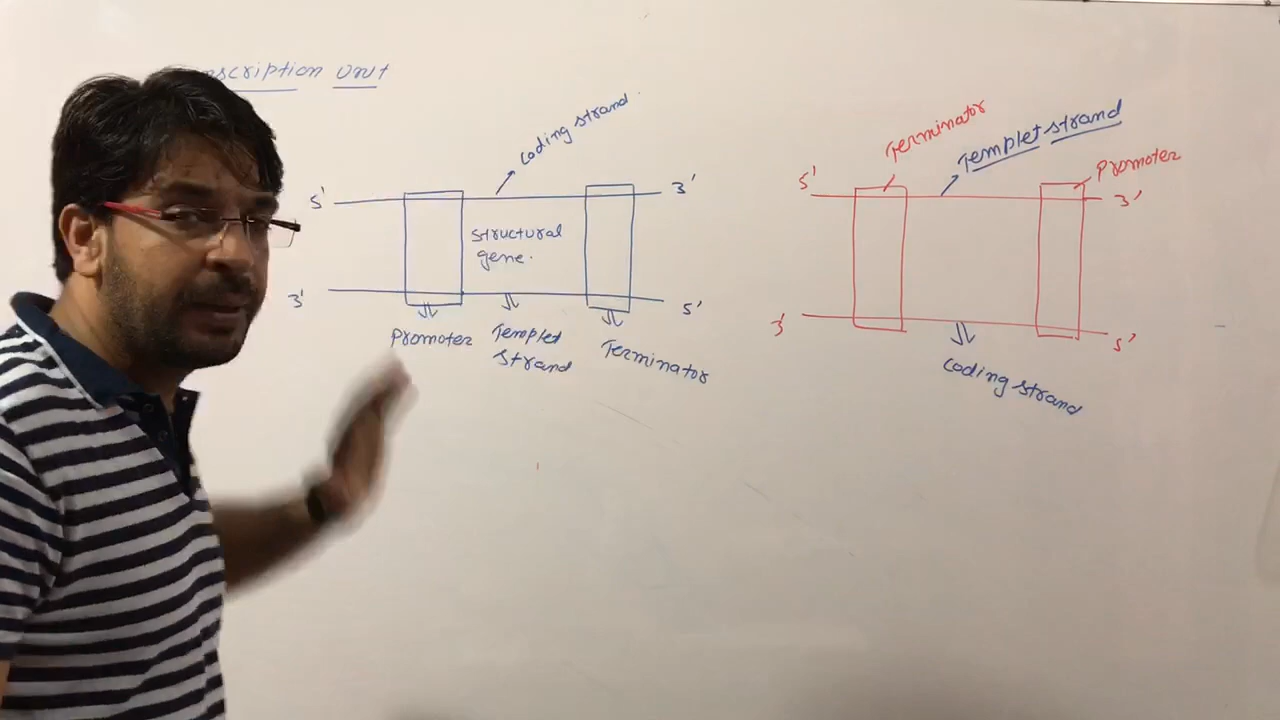 scription Unit
Coding strand
5' 3'
Structural
gene.
3' 5'
Promoter Templet
Strand Terminator
Terminator
Templet strand
Promoter
5' 3'
3' 5'
Coding strand